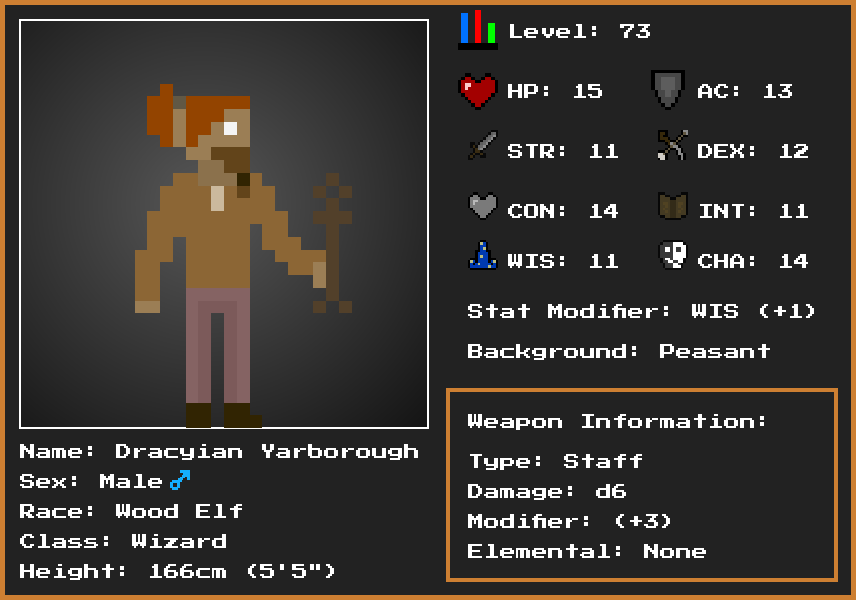 Level: 73
HP: 15 AC: 13
STR: 11 DEX: 12
CON: 14 INT: 11
WIS: 11 CHA: 14
Stat Modifier: WIS (+1)
Background: Peasant
Weapon Information:
Type: Staff
Damage: d6
Modifier: (+3)
Elemental: None
Name: Dracyian Yarborough
Sex: Male ♂
Race: Wood Elf
Class: Wizard
Height: 166cm (5'5")